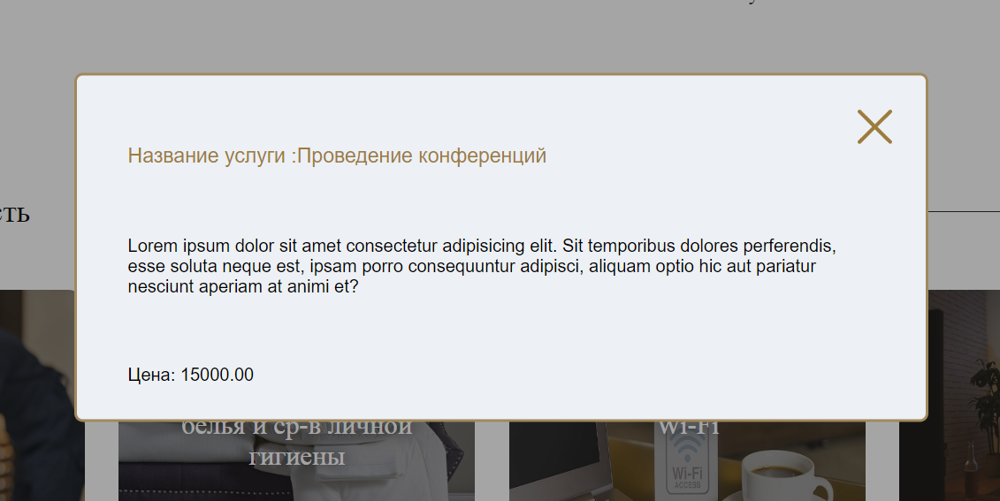 сть
Название услуги :Проведение конференций
Lorem ipsum dolor sit amet consectetur adipisicing elit. Sit temporibus dolores perferendis,
esse soluta neque est, ipsam porro consequuntur adipisci, aliquam optio hic aut pariatur
nesciunt aperiam at animi et?
Цена: 15000.00
белья и ср-в личной
гигиены
Wi-Fi
Wi-Fi
ACCESS